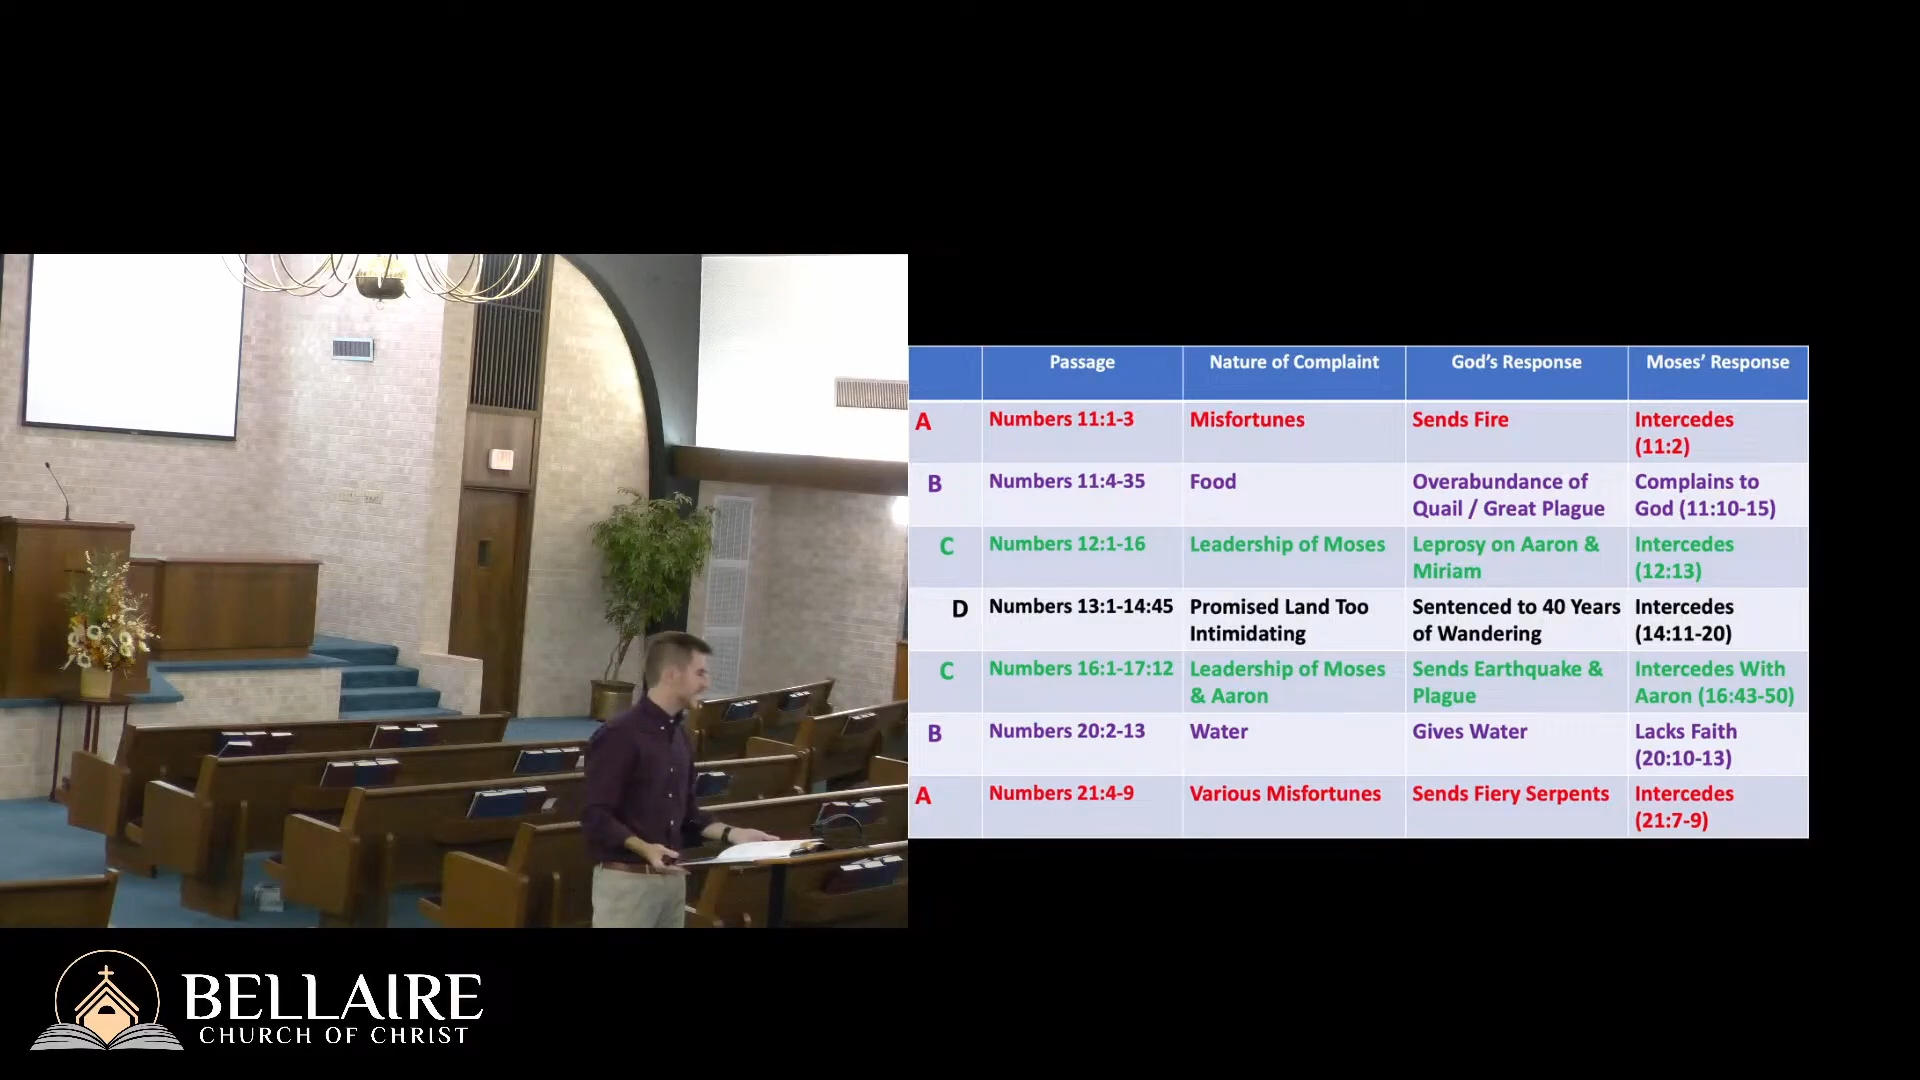 Passage
Nature of Complaint
God’s Response
Moses’ Response
A
Numbers 11:1-3
Misfortunes
Sends Fire
Intercedes
(11:2)
B
Numbers 11:4-35
Food
Overabundance of
Quail / Great Plague
Complains to
God (11:10-15)
C
Numbers 12:1-16
Leadership of Moses
Leprosy on Aaron &
Miriam
Intercedes
(12:13)
D
Numbers 13:1-14:45
Promised Land Too
Intimidating
Sentenced to 40 Years
of Wandering
Intercedes
(14:11-20)
C
Numbers 16:1-17:12
Leadership of Moses
& Aaron
Sends Earthquake &
Plague
Intercedes With
Aaron (16:43-50)
B
Numbers 20:2-13
Water
Gives Water
Lacks Faith
(20:10-13)
A
Numbers 21:4-9
Various Misfortunes
Sends Fiery Serpents
Intercedes
(21:7-9)
BELLAIRE
CHURCH OF CHRIST